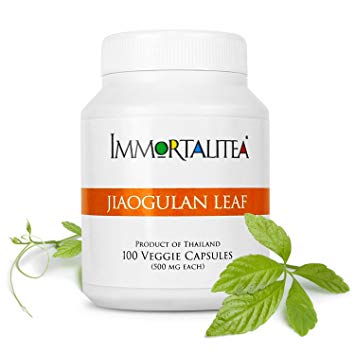 IMMORTALITEA
JIAOGULAN LEAF
PRODUCT OF THAILAND
100 VEGGIE CAPSULES
(500 MG EACH)